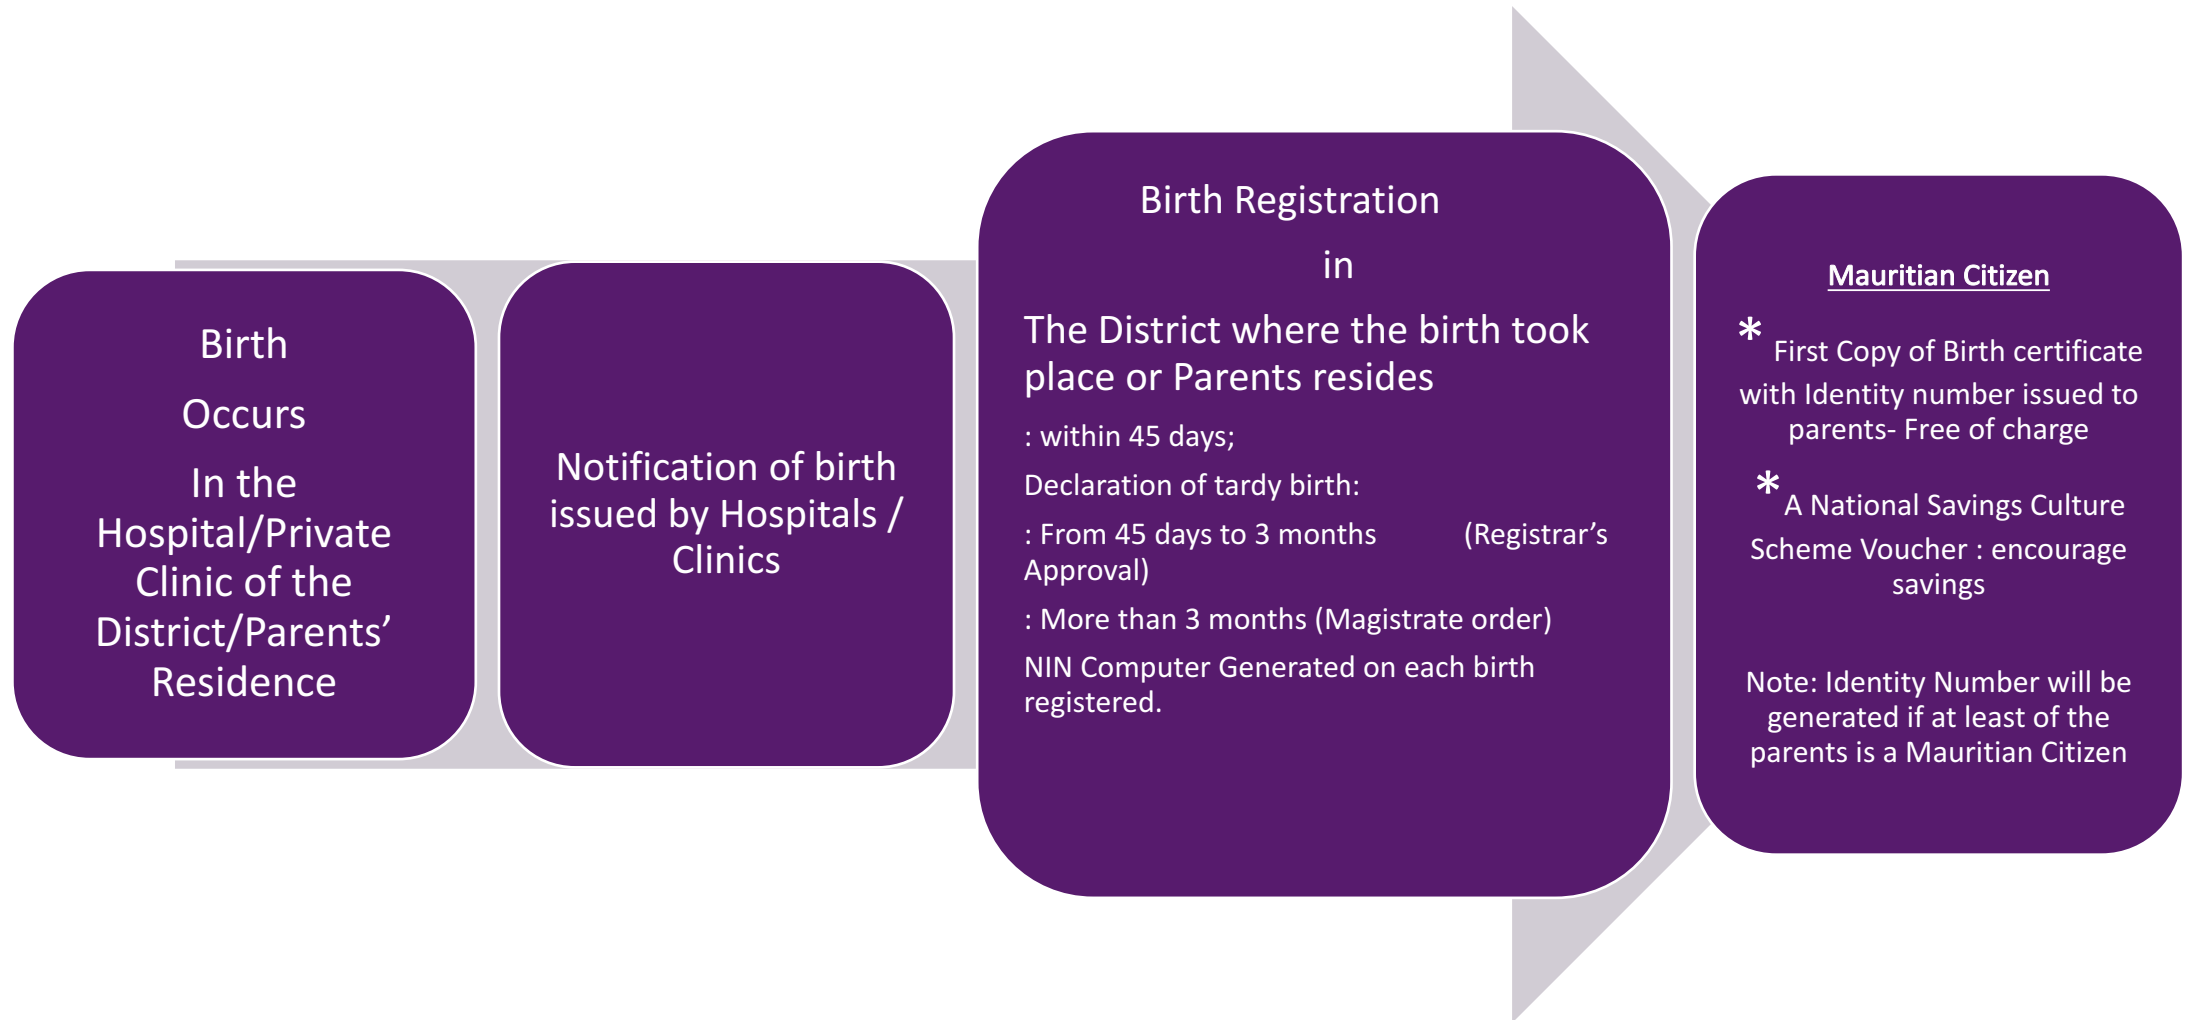 Birth
Occurs
In the
Hospital/Private
Clinic of the
District/Parents’
Residence
Notification of birth
issued by Hospitals /
Clinics
Birth Registration
in
The District where the birth took
place or Parents resides
: within 45 days;
Declaration of tardy birth:
: From 45 days to 3 months (Registrar’s
Approval)
: More than 3 months (Magistrate order)
NIN Computer Generated on each birth
registered.
Mauritian Citizen
* First Copy of Birth certificate
with Identity number issued to
parents- Free of charge
* A National Savings Culture
Scheme Voucher : encourage
savings
Note: Identity Number will be
generated if at least of the
parents is a Mauritian Citizen